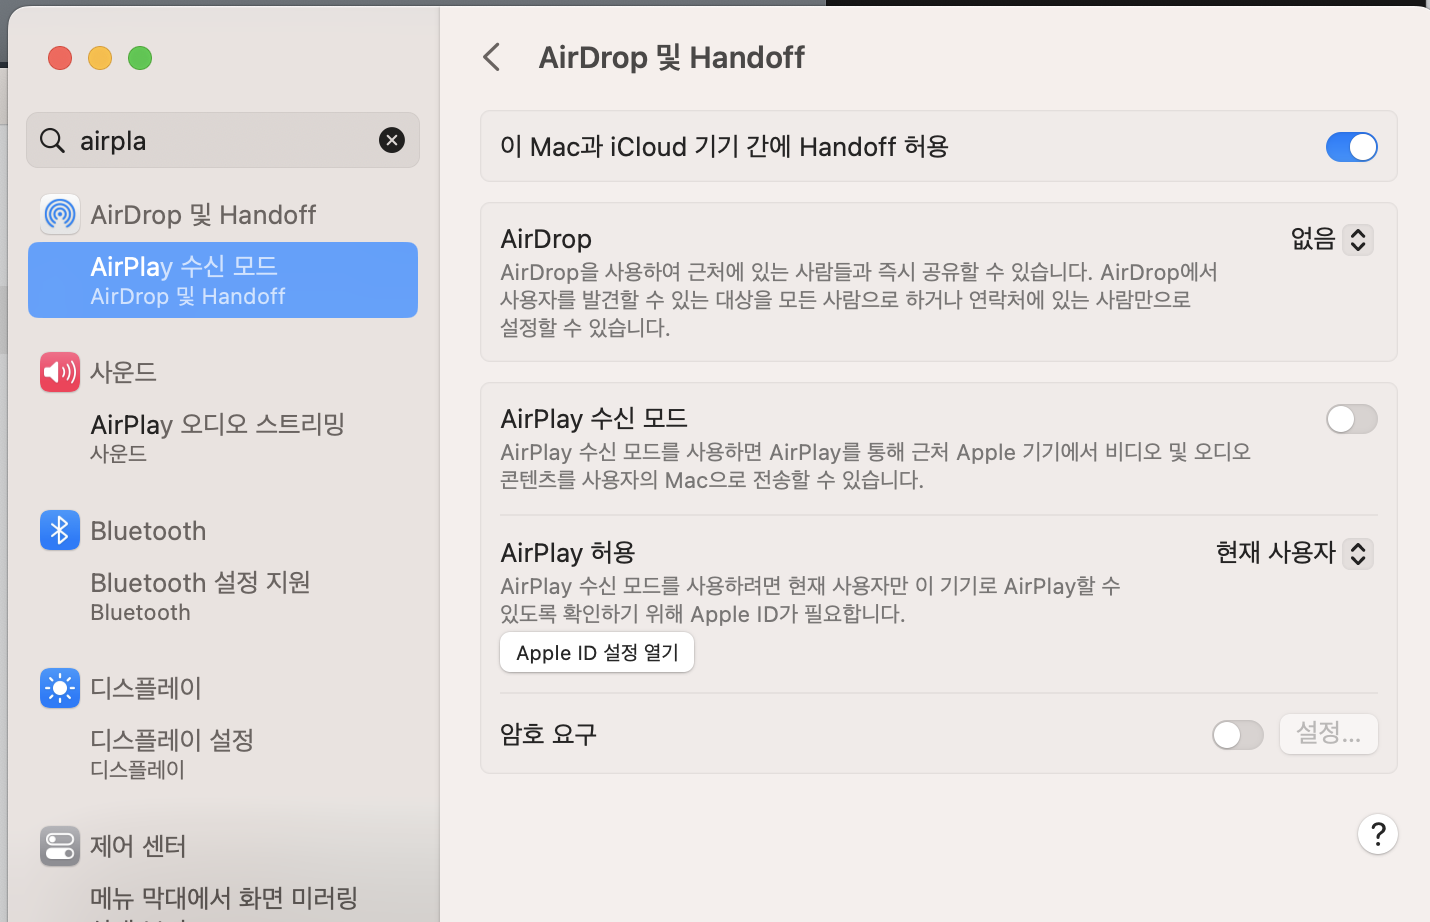 airpla
AirDrop 및 Handoff
AirPlay 수신 모드
AirDrop 및 Handoff
사운드
AirPlay 오디오 스트리밍
사운드
Bluetooth
Bluetooth 설정 지원
Bluetooth
디스플레이
디스플레이 설정
디스플레이
제어 센터
메뉴 막대에서 화면 미러링
AirDrop 및 Handoff
이 Mac과 iCloud 기기 간에 Handoff 허용
AirDrop 없음
AirDrop을 사용하여 근처에 있는 사람들과 즉시 공유할 수 있습니다. AirDrop에서
사용자를 발견할 수 있는 대상을 모든 사람으로 하거나 연락처에 있는 사람만으로
설정할 수 있습니다.
AirPlay 수신 모드
AirPlay 수신 모드를 사용하면 AirPlay를 통해 근처 Apple 기기에서 비디오 및 오디오
콘텐츠를 사용자의 Mac으로 전송할 수 있습니다.
AirPlay 허용 현재 사용자
AirPlay 수신 모드를 사용하려면 현재 사용자만 이 기기로 AirPlay할 수
있도록 확인하기 위해 Apple ID가 필요합니다.
Apple ID 설정 열기
암호 요구 설정...
?